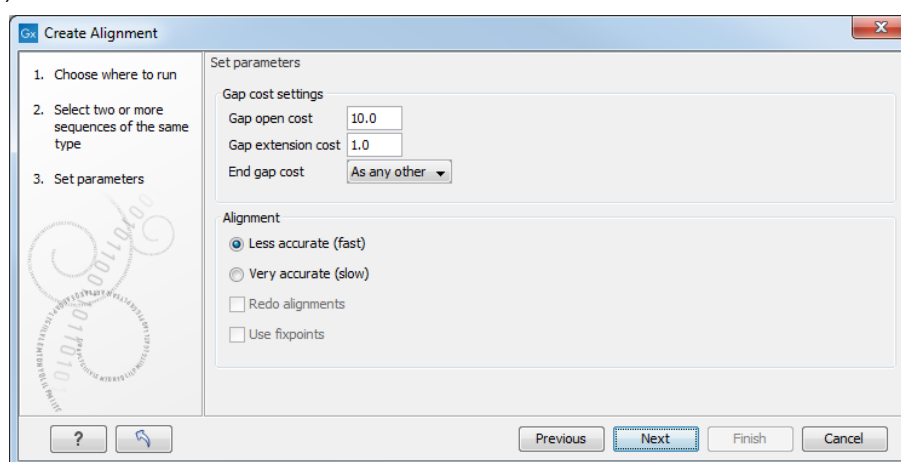 Gx Create Alignment
1. Choose where to run
2. Select two or more
sequences of the same
type
3. Set parameters
Set parameters
Gap cost settings
Gap open cost 10.0
Gap extension cost 1.0
End gap cost As any other
Alignment
Less accurate (fast)
Very accurate (slow)
Redo alignments
Use fixpoints
? Previous Next Finish Cancel